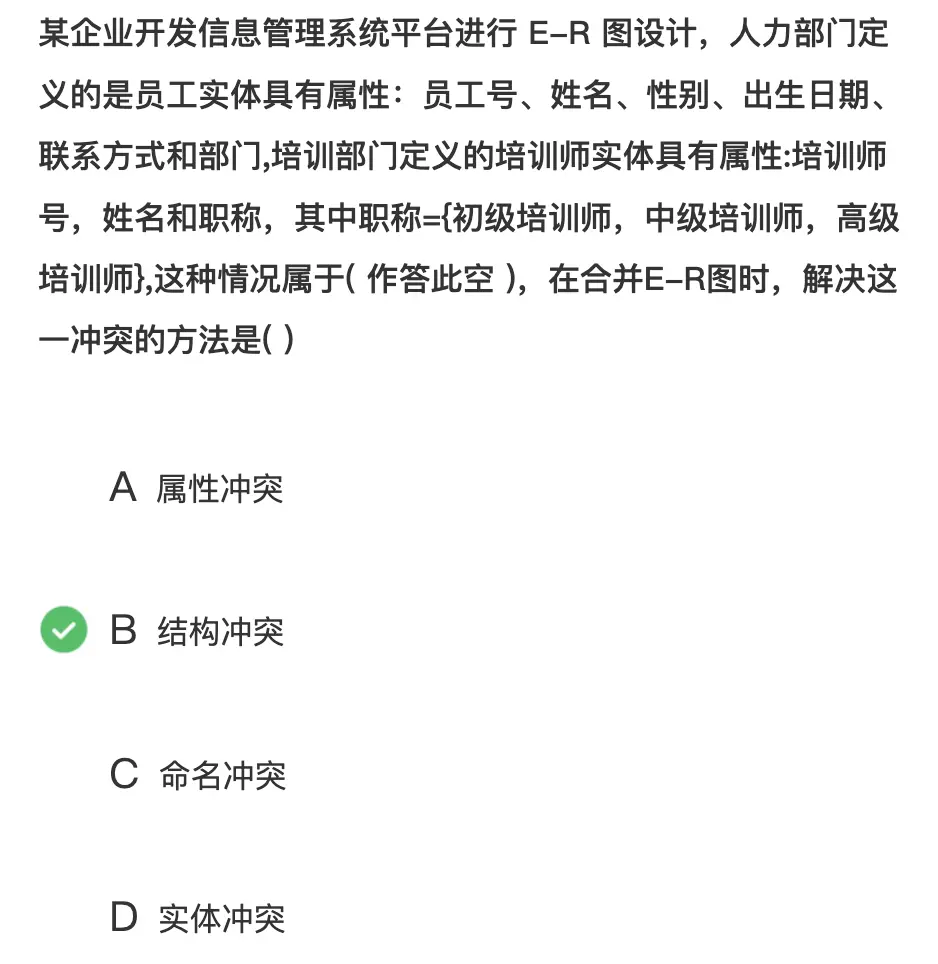 某企业开发信息管理系统平台进行 E–R 图设计，人力部门定
义的是员工实体具有属性：员工号、姓名、性别、出生日期、
联系方式和部门,培训部门定义的培训师实体具有属性:培训师
号，姓名和职称，其中职称={初级培训师，中级培训师，高级
培训师},这种情况属于( 作答此空 )，在合并E–R图时，解决这
一冲突的方法是( )
A 属性冲突
B 结构冲突
C 命名冲突
D 实体冲突